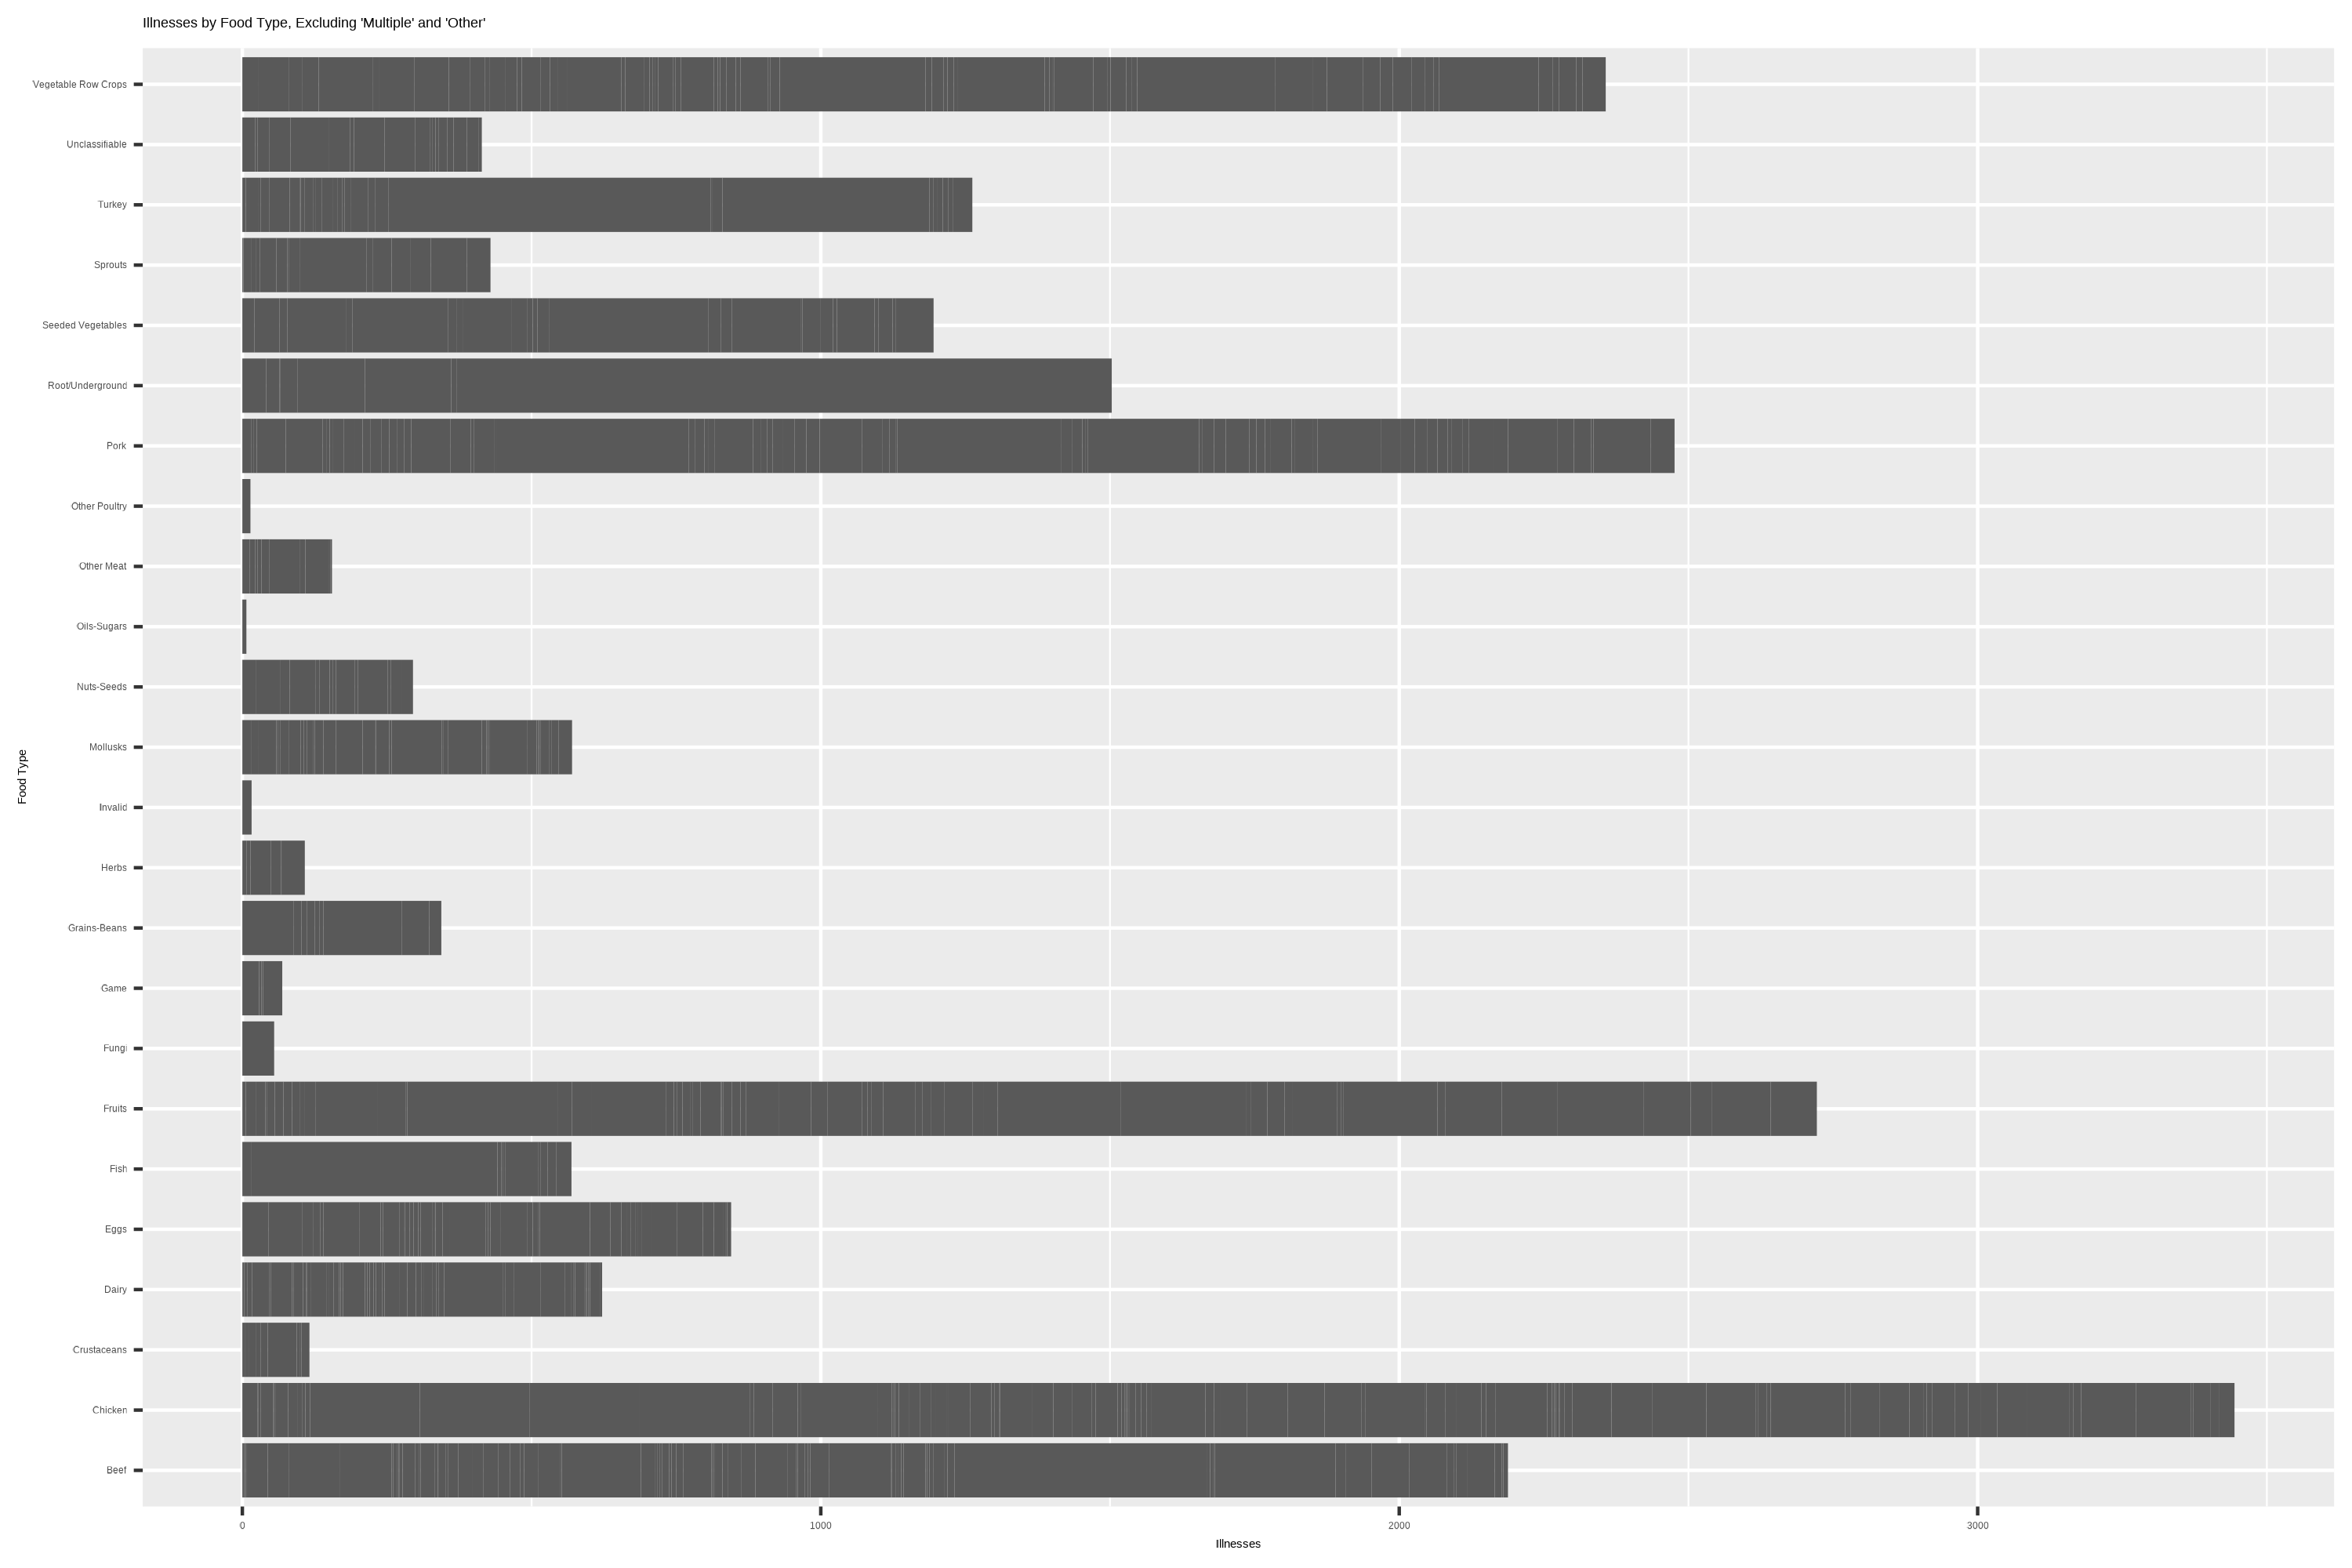 Illnesses by Food Type, Excluding 'Multiple' and 'Other'
Vegetable Row Crops
Unclassifiable
Turkey
Sprouts
Seeded Vegetables
Root/Underground
Pork
Other Poultry
Other Meat
Oils-Sugars
Nuts-Seeds
Mollusks
Invalid
Herbs
Grains-Beans
Game
Fungi
Fruits
Fish
Eggs
Dairy
Crustaceans
Chicken
Beef
Food Type
0 1000 2000 3000
Illnesses